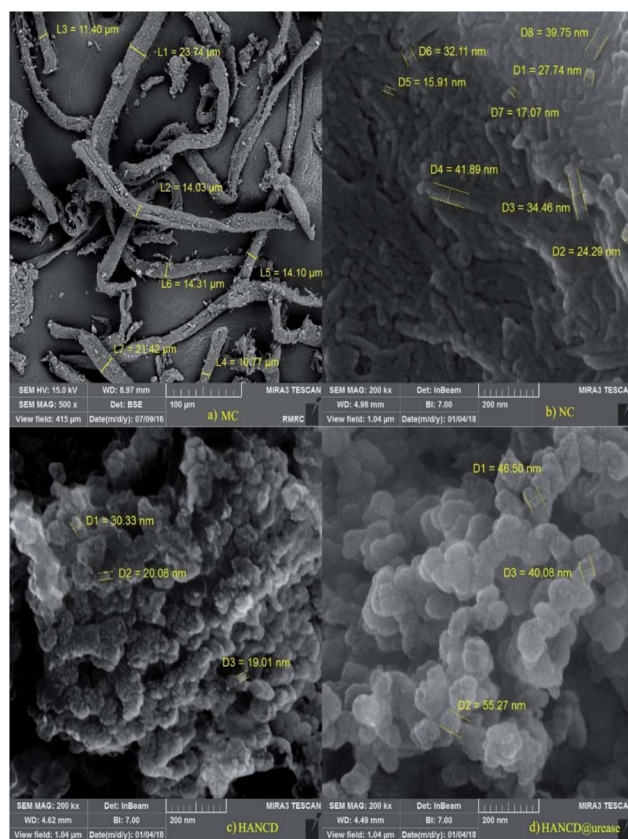 L3 = 11.40 µm
L1 = 23.74 µm
L2 = 14.03 µm
L5 = 14.10 µm
L6 = 14.31 µm
L7 = 21.42 µm
L4 = 10.77 µm
SEM HV: 15.0 kV WD: 8.97 mm MIRA3 TESCAN
SEM MAG: 500 x Det: BSE 100 µm
View field: 415 µm Date(m/d/y): 07/09/16 a) MC RMRC
D8 = 39.75 nm
D6 = 32.11 nm
D1 = 27.74 nm
D5 = 15.91 nm
D7 = 17.07 nm
D4 = 41.89 nm
D3 = 34.46 nm
D2 = 24.29 nm
SEM MAG: 200 kx Det: InBeam MIRA3 TESCAN
WD: 4.98 mm BI: 7.00 200 nm
View field: 1.04 µm Date(m/d/y): 01/04/18 b) NC
D1 = 30.33 nm
D2 = 20.08 nm
D3 = 19.01 nm
SEM MAG: 200 kx Det: InBeam MIRA3 TESCAN
WD: 4.62 mm BI: 7.00 200 nm
View field: 1.04 µm Date(m/d/y): 01/04/18 c) HANCD
D1 = 46.50 nm
D3 = 40.08 nm
D2 = 55.27 nm
SEM MAG: 200 kx Det: InBeam MIRA3 TESCAN
WD: 4.49 mm BI: 7.00 200 nm
View field: 1.04 µm Date(m/d/y): 01/04/18 d) HANCD@urease